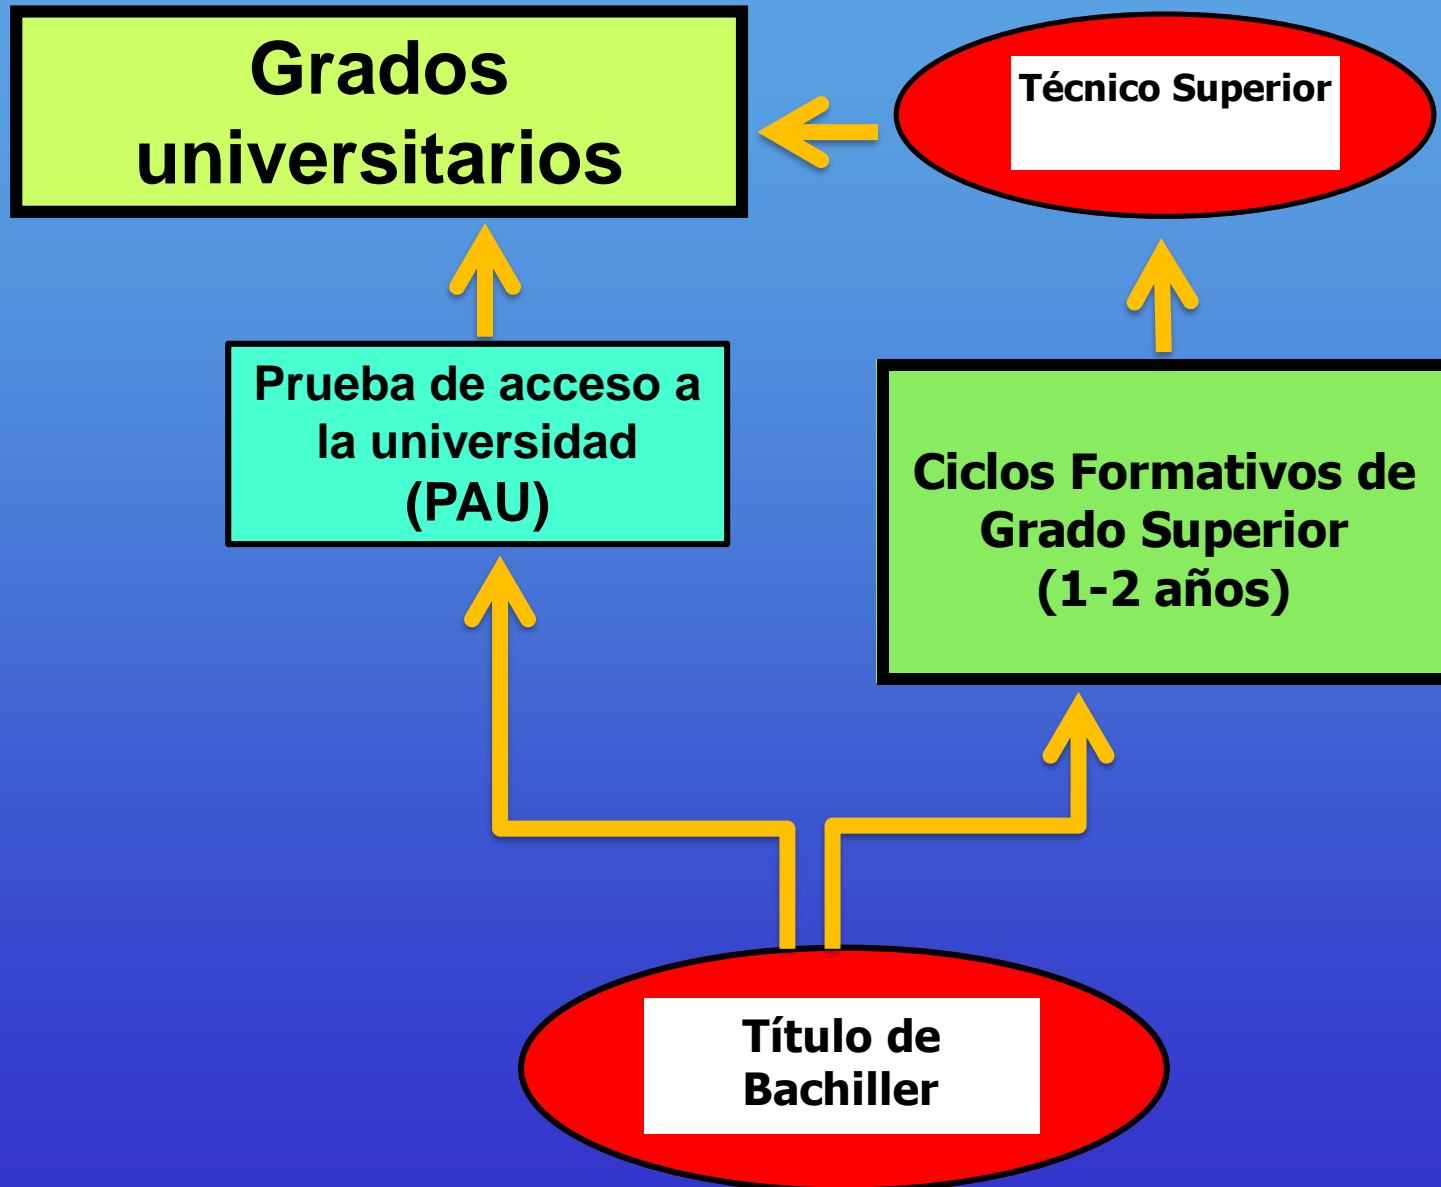 Grados
universitarios
Técnico Superior
Prueba de acceso a
la universidad
(PAU)
Ciclos Formativos de
Grado Superior
(1-2 años)
Título de
Bachiller